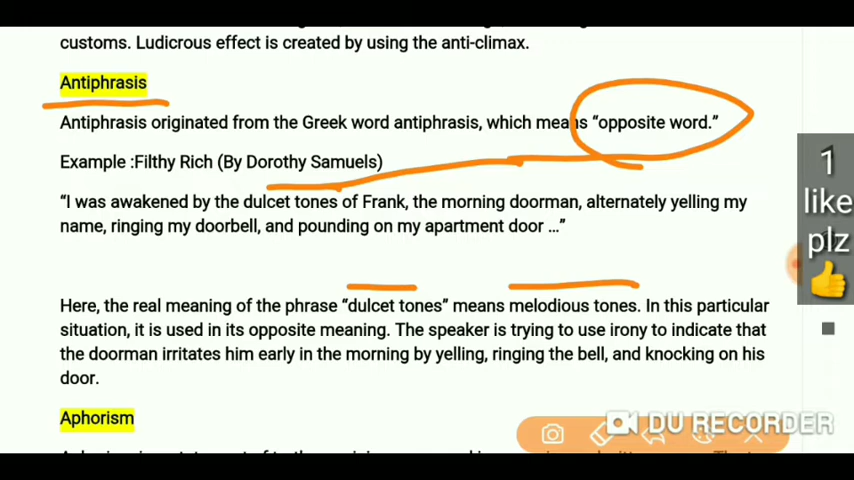 customs. Ludicrous effect is created by using the anti-climax.
Antiphrasis
Antiphrasis originated from the Greek word antiphrasis, which means “opposite word.”
Example :Filthy Rich (By Dorothy Samuels)
“I was awakened by the dulcet tones of Frank, the morning doorman, alternately yelling my
name, ringing my doorbell, and pounding on my apartment door ...”
Here, the real meaning of the phrase “dulcet tones” means melodious tones. In this particular
situation, it is used in its opposite meaning. The speaker is trying to use irony to indicate that
the doorman irritates him early in the morning by yelling, ringing the bell, and knocking on his
door.
Aphorism
1
like
plz
DU RECORDER